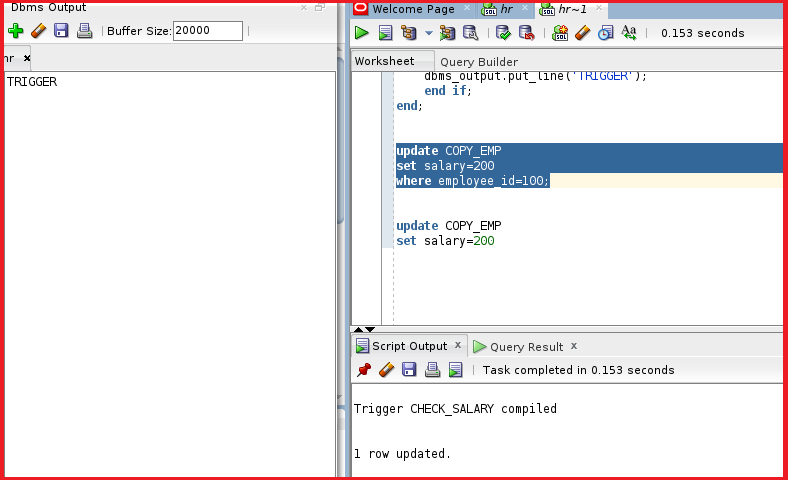 Dbms Output
Buffer Size: 20000
hr
TRIGGER
Welcome Page
hr
hr~1
SQL
SQL
0.153 seconds
Worksheet
Query Builder
dbms_output.put_line('TRIGGER');
end if;
end;
update COPY_EMP
set salary=200
where employee_id=100;
update COPY_EMP
set salary=200
Script Output
Query Result
Task completed in 0.153 seconds
Trigger CHECK_SALARY compiled
1 row updated.